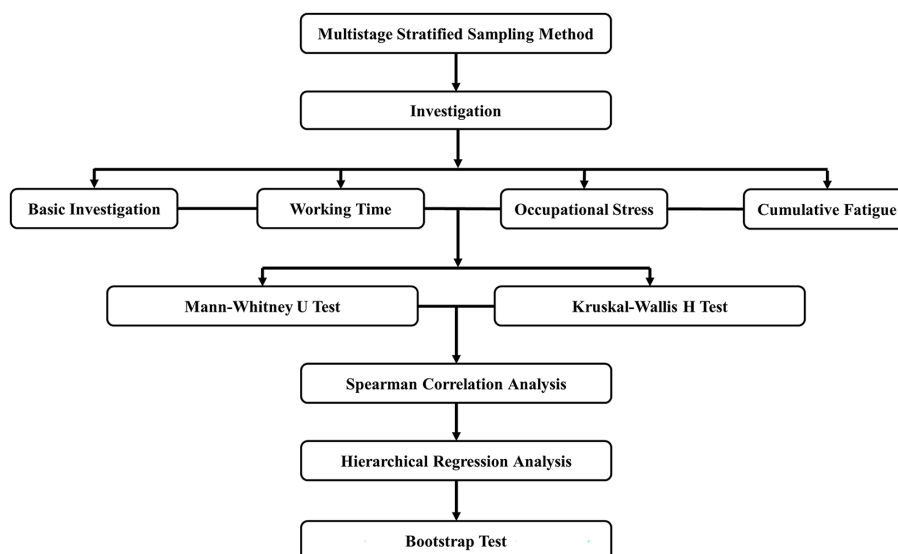 Multistage Stratified Sampling Method
Investigation
Basic Investigation
Working Time
Occupational Stress
Cumulative Fatigue
Mann-Whitney U Test
Kruskal-Wallis H Test
Spearman Correlation Analysis
Hierarchical Regression Analysis
Bootstrap Test